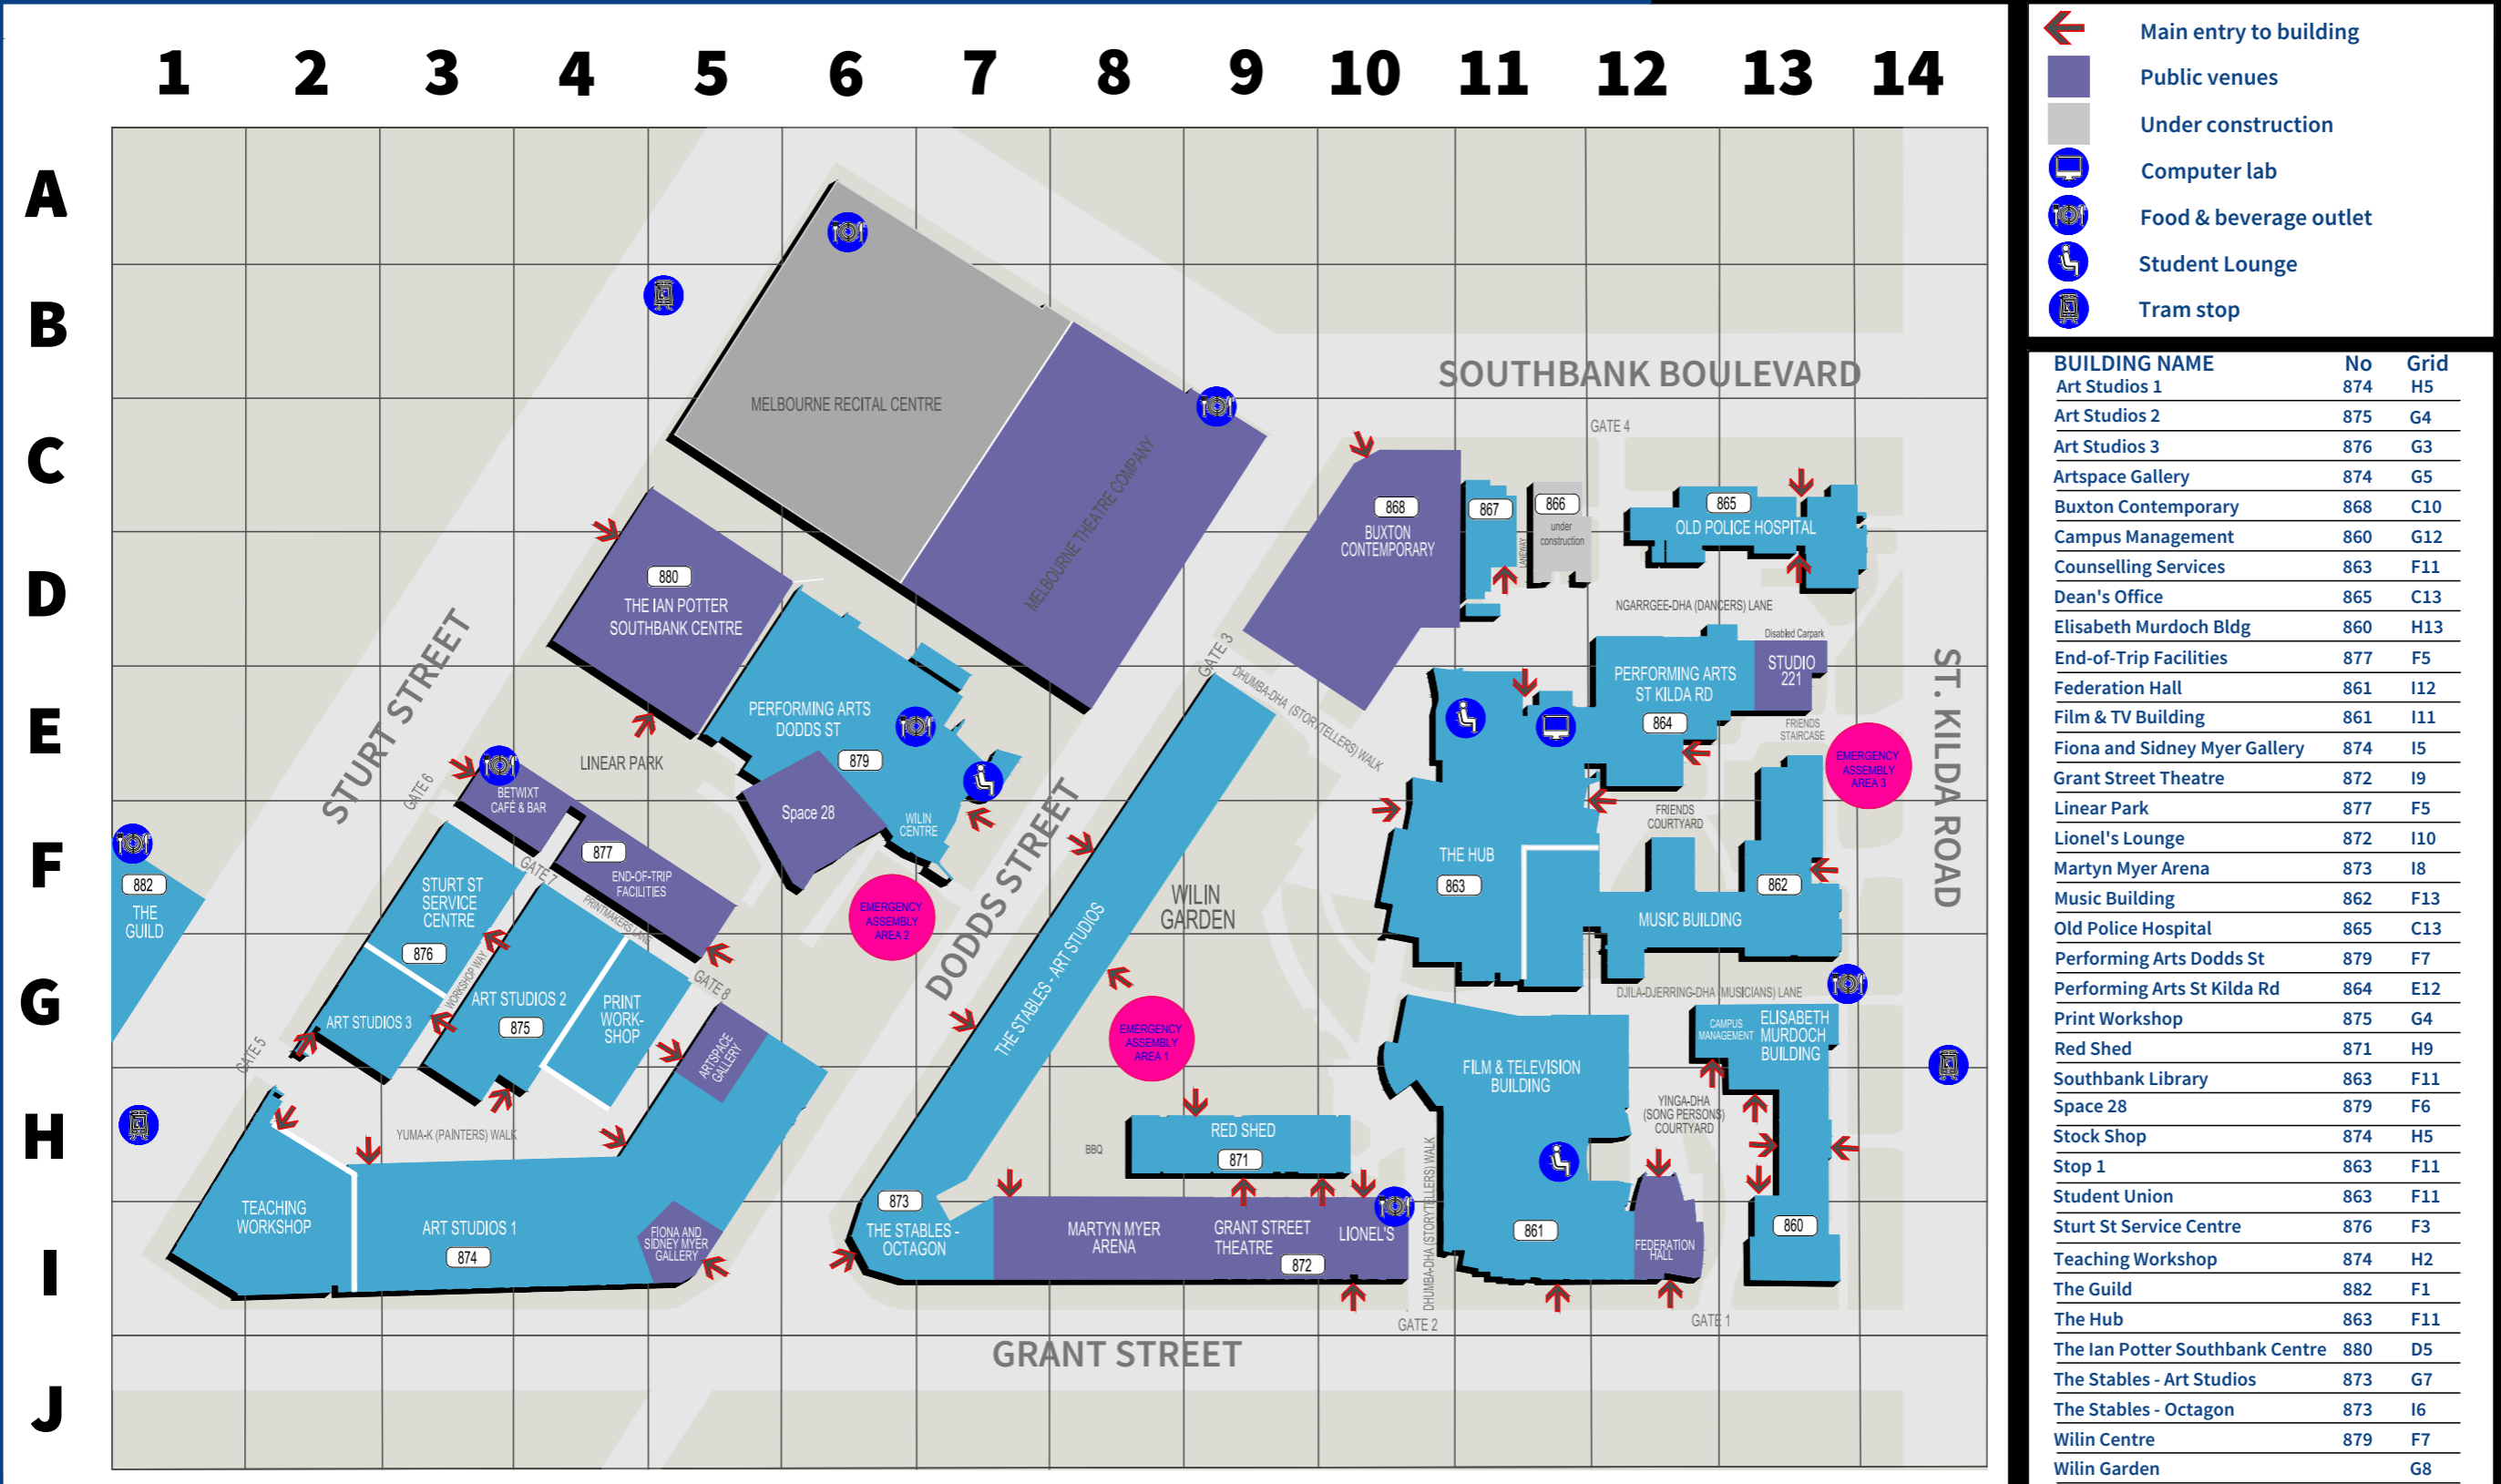 1 2 3 4 5 6 7 8 9 10 11 12 13 14
A
B
C
D
E
F
G
H
I
J
SOUTHBANK BOULEVARD
MELBOURNE RECITAL CENTRE
MELBOURNE THEATRE COMPANY
GATE 4
868
BUXTON
CONTEMPORARY
867
LANEWAY
866
under
construction
865
OLD POLICE HOSPITAL
NGARRGEE-DHA (DANCERS) LANE
Disabled Carpark
880
THE IAN POTTER
SOUTHBANK CENTRE
STURT STREET
PERFORMING ARTS
DODDS ST
879
GATE 3
DHUMBA-DHA (STORYTELLERS) WALK
PERFORMING ARTS
ST KILDA RD
864
STUDIO
221
FRIENDS
STAIRCASE
EMERGENCY
ASSEMBLY
AREA 3
ST. KILDA ROAD
LINEAR PARK
GATE 6
BETWIXT
CAFÉ & BAR
Space 28
WILIN
CENTRE
DODDS STREET
FRIENDS
COURTYARD
THE HUB
863
862
MUSIC BUILDING
882
THE
GUILD
877
END-OF-TRIP
FACILITIES
GATE 7
PRINTMAKERS LANE
STURT ST
SERVICE
CENTRE
876
EMERGENCY
ASSEMBLY
AREA 2
WILIN
GARDEN
THE STABLES - ART STUDIOS
WORKSHOP WAY
GATE 8
ART STUDIOS 2
875
PRINT
WORK-
SHOP
ART STUDIOS 3
GATE 5
ARTSPACE
GALLERY
EMERGENCY
ASSEMBLY
AREA 1
DJILA-DJERRING-DHA (MUSICIANS) LANE
CAMPUS
MANAGEMENT
ELISABETH
MURDOCH
BUILDING
FILM & TELEVISION
BUILDING
YINGA-DHA
(SONG PERSONS)
COURTYARD
YUMA-K (PAINTERS) WALK
BBQ
RED SHED
871
DHUMBA-DHA (STORYTELLERS) WALK
TEACHING
WORKSHOP
ART STUDIOS 1
874
FIONA AND
SIDNEY MYER
GALLERY
873
THE STABLES -
OCTAGON
MARTYN MYER
ARENA
GRANT STREET
THEATRE
872
LIONEL'S
861
FEDERATION
HALL
860
GATE 2
GATE 1
GRANT STREET
Main entry to building
Public venues
Under construction
Computer lab
Food & beverage outlet
Student Lounge
Tram stop
BUILDING NAME No Grid
Art Studios 1 874 H5
Art Studios 2 875 G4
Art Studios 3 876 G3
Artspace Gallery 874 G5
Buxton Contemporary 868 C10
Campus Management 860 G12
Counselling Services 863 F11
Dean's Office 865 C13
Elisabeth Murdoch Bldg 860 H13
End-of-Trip Facilities 877 F5
Federation Hall 861 I12
Film & TV Building 861 I11
Fiona and Sidney Myer Gallery 874 I5
Grant Street Theatre 872 I9
Linear Park 877 F5
Lionel's Lounge 872 I10
Martyn Myer Arena 873 I8
Music Building 862 F13
Old Police Hospital 865 C13
Performing Arts Dodds St 879 F7
Performing Arts St Kilda Rd 864 E12
Print Workshop 875 G4
Red Shed 871 H9
Southbank Library 863 F11
Space 28 879 F6
Stock Shop 874 H5
Stop 1 863 F11
Student Union 863 F11
Sturt St Service Centre 876 F3
Teaching Workshop 874 H2
The Guild 882 F1
The Hub 863 F11
The Ian Potter Southbank Centre 880 D5
The Stables - Art Studios 873 G7
The Stables - Octagon 873 I6
Wilin Centre 879 F7
Wilin Garden G8